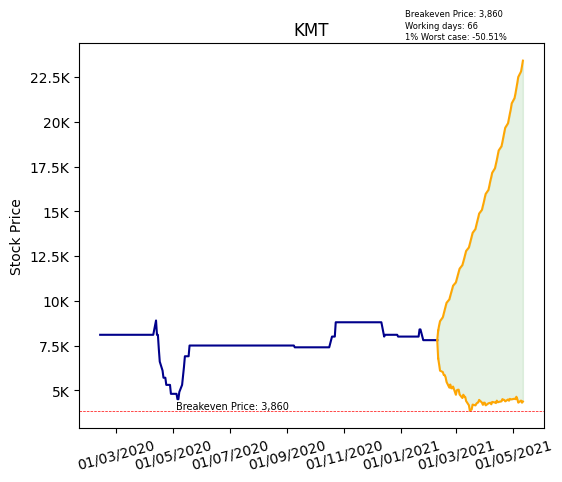 Breakeven Price: 3,860
Working days: 66
1% Worst case: -50.51%
KMT
Stock Price
22.5K
20K
17.5K
15K
12.5K
10K
7.5K
5K
Breakeven Price: 3,860
01/03/2020
01/05/2020
01/07/2020
01/09/2020
01/11/2020
01/01/2021
01/03/2021
01/05/2021